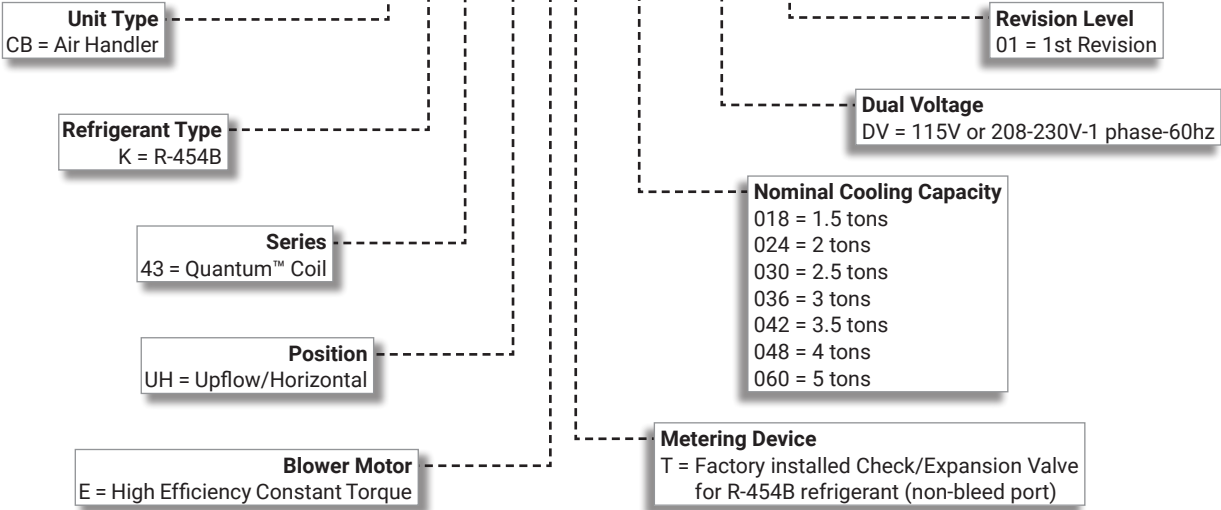 Unit Type
CB = Air Handler
Refrigerant Type
K = R-454B
Series
43 = Quantum™ Coil
Position
UH = Upflow/Horizontal
Blower Motor
E = High Efficiency Constant Torque
Revision Level
01 = 1st Revision
Dual Voltage
DV = 115V or 208-230V-1 phase-60hz
Nominal Cooling Capacity
018 = 1.5 tons
024 = 2 tons
030 = 2.5 tons
036 = 3 tons
042 = 3.5 tons
048 = 4 tons
060 = 5 tons
Metering Device
T = Factory installed Check/Expansion Valve
for R-454B refrigerant (non-bleed port)